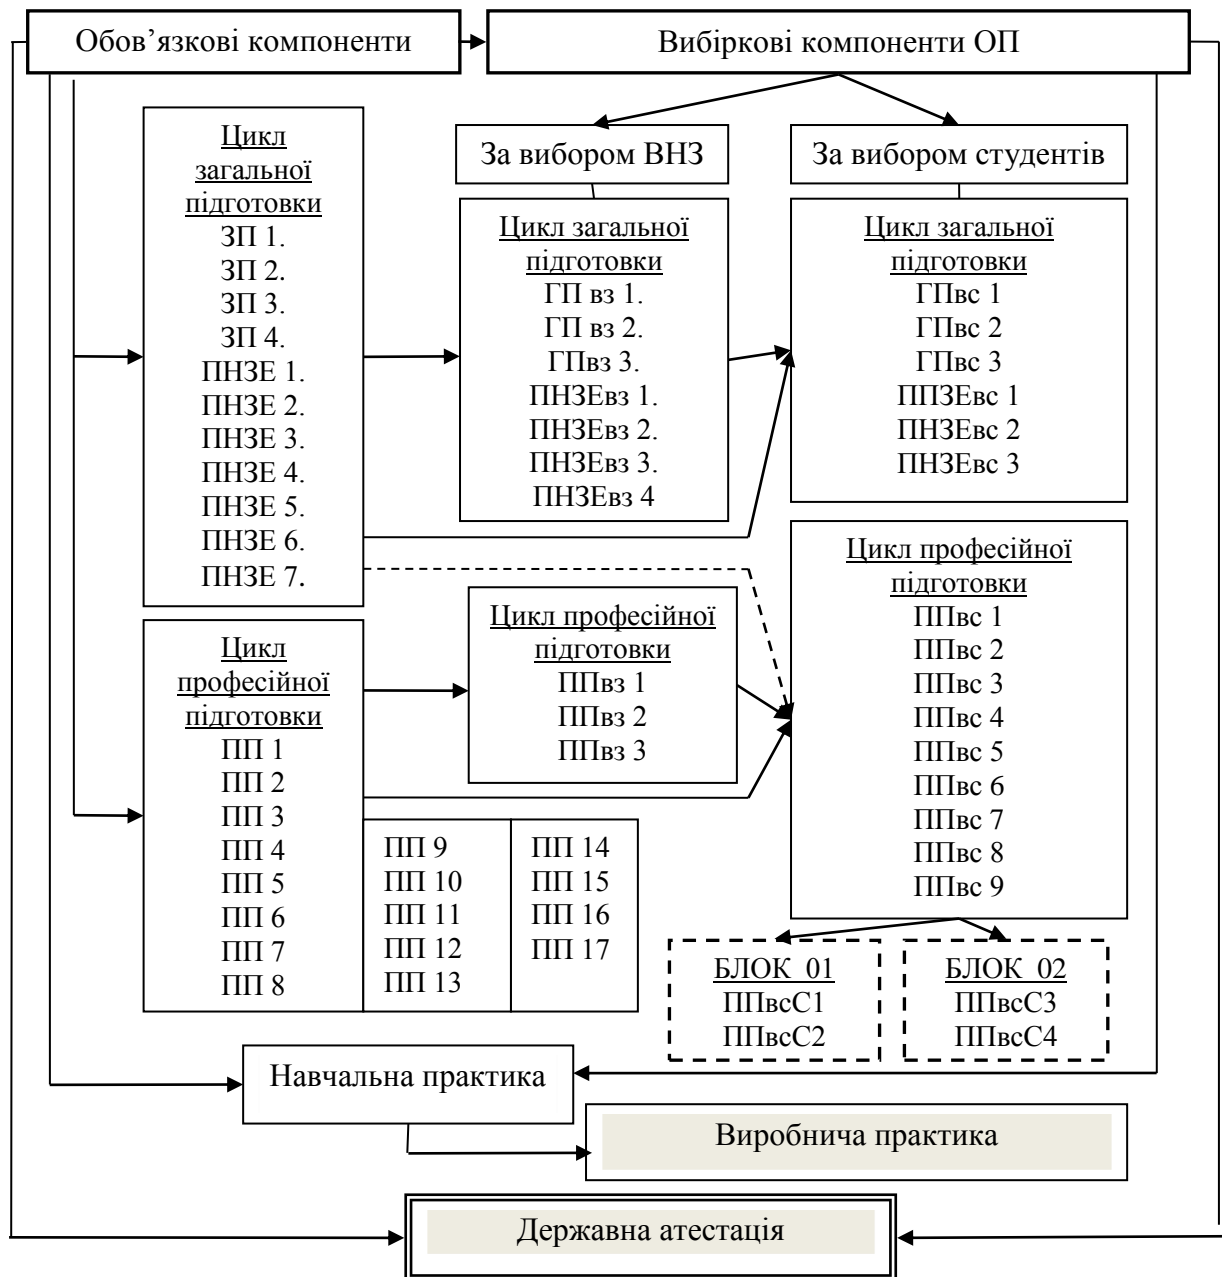 Обов’язкові компоненти
Вибіркові компоненти ОП
Цикл
загальної
підготовки
ЗП 1.
ЗП 2.
ЗП 3.
ЗП 4.
ПНЗЕ 1.
ПНЗЕ 2.
ПНЗЕ 3.
ПНЗЕ 4.
ПНЗЕ 5.
ПНЗЕ 6.
ПНЗЕ 7.
За вибором ВНЗ
Цикл загальної
підготовки
ГП вз 1.
ГП вз 2.
ГПвз 3.
ПНЗЕвз 1.
ПНЗЕвз 2.
ПНЗЕвз 3.
ПНЗЕвз 4
За вибором студентів
Цикл загальної
підготовки
ГПвс 1
ГПвс 2
ГПвс 3
ППЗЕвс 1
ПНЗЕвс 2
ПНЗЕвс 3
Цикл
професійної
підготовки
ПП 1
ПП 2
ПП 3
ПП 4
ПП 5
ПП 6
ПП 7
ПП 8
ПП 9
ПП 10
ПП 11
ПП 12
ПП 13
ПП 14
ПП 15
ПП 16
ПП 17
Цикл професійної
підготовки
ППвз 1
ППвз 2
ППвз 3
Цикл професійної
підготовки
ППвс 1
ППвс 2
ППвс 3
ППвс 4
ППвс 5
ППвс 6
ППвс 7
ППвс 8
ППвс 9
БЛОК_01
ППвсС1
ППвсС2
БЛОК_02
ППвсС3
ППвсС4
Навчальна практика
Виробнича практика
Державна атестація